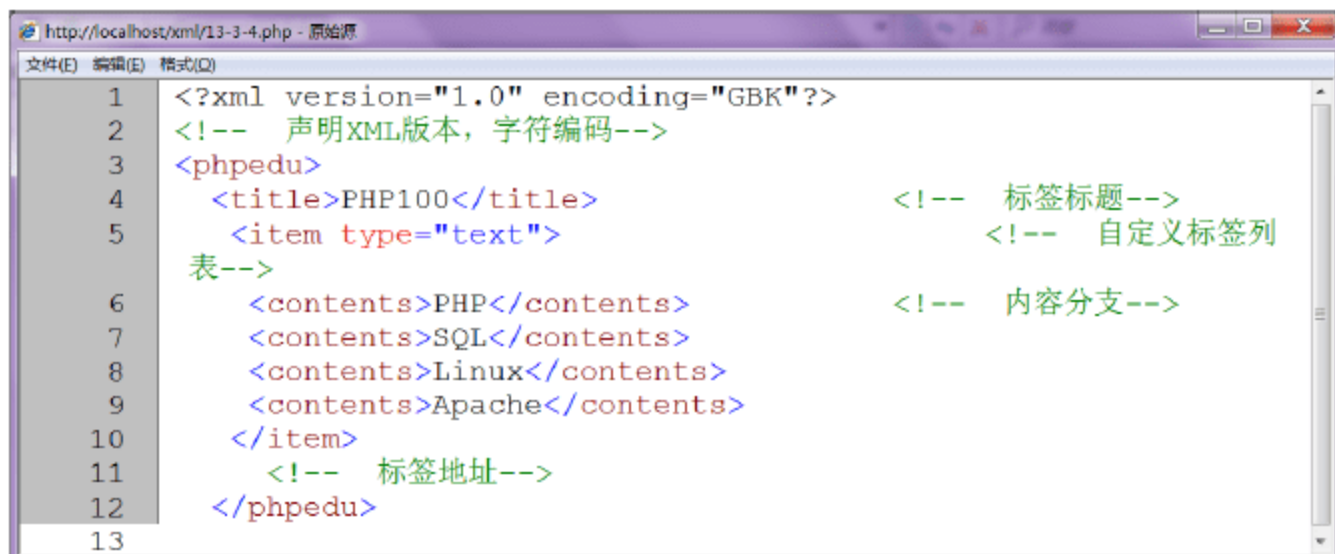 http://localhost/xml/13-3-4.php - 原始源
文件(F) 编辑(E) 格式(O)
1 <?xml version="1.0" encoding="GBK"?>
2 <!-- 声明XML版本，字符编码-->
3 <phpedu>
4 <title>PHP100</title> <!-- 标签标题-->
5 <item type="text"> <!-- 自定义标签列
表-->
6 <contents>PHP</contents> <!-- 内容分支-->
7 <contents>SQL</contents>
8 <contents>Linux</contents>
9 <contents>Apache</contents>
10 </item>
11 <!-- 标签地址-->
12 </phpedu>
13